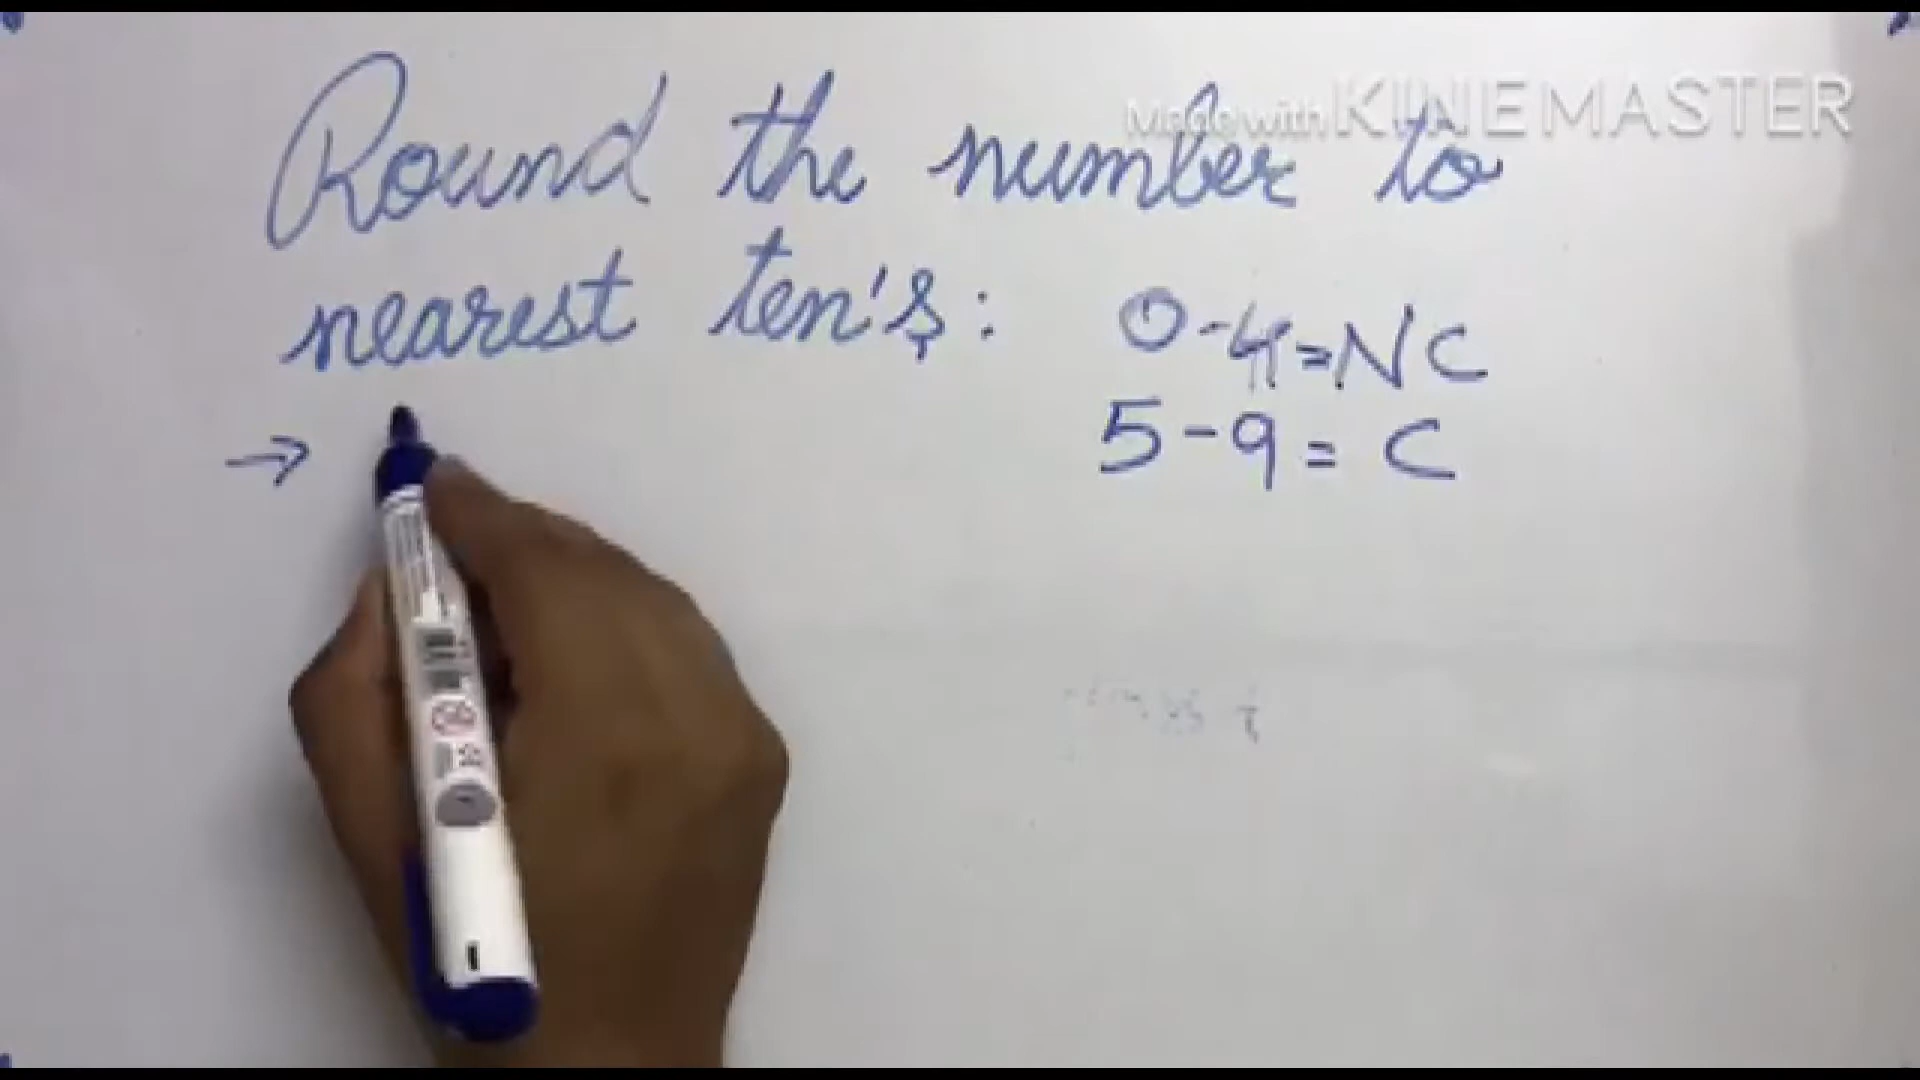 Made with KINEMASTER
Round the number to
nearest ten's:
0-4=NC
5-9= C
→